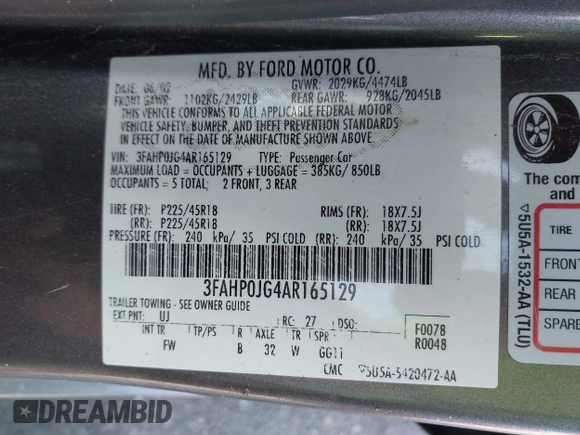 MFD. BY FORD MOTOR CO.
DATE 08/09 GVWR: 2029KG/4474LB
FRONT GAWR: 1102KG/2429LB REAR GAWR: 928KG/2045LB
THIS VEHICLE CONFORMS TO ALL APPLICABLE FEDERAL MOTOR
VEHICLE SAFETY, BUMPER, AND THEFT PREVENTION STANDARDS
IN EFFECT ON THE DATE OF MANUFACTURE SHOWN ABOVE.
VIN: 3FAHP0JG4AR165129 TYPE: Passenger Car
MAXIMUM LOAD = OCCUPANTS + LUGGAGE = 385KG/850LB
OCCUPANTS = 5 TOTAL; 2 FRONT, 3 REAR
TIRE (FR): P225/45R18 RIMS (FR): 18X7.5J
(RR): P225/45R18 (RR): 18X7.5J
PRESSURE (FR): 240 kPa/ 35 PSI COLD (RR): 240 kPa/ 35 PSI COLD
3FAHP0JG4AR165129
TRAILER TOWING - SEE OWNER GUIDE
EXT PNT: UJ RC: 27 DSO: F0078
INT TR TP/PS R AXLE TR SPR R0048
FW B 32 W GG11
CMC ▽5U5A-5420472-AA
▽5U5A-1532-AA (TLU)
The com
and
TIRE
FRONT
REAR
SPARE
DREAMBID